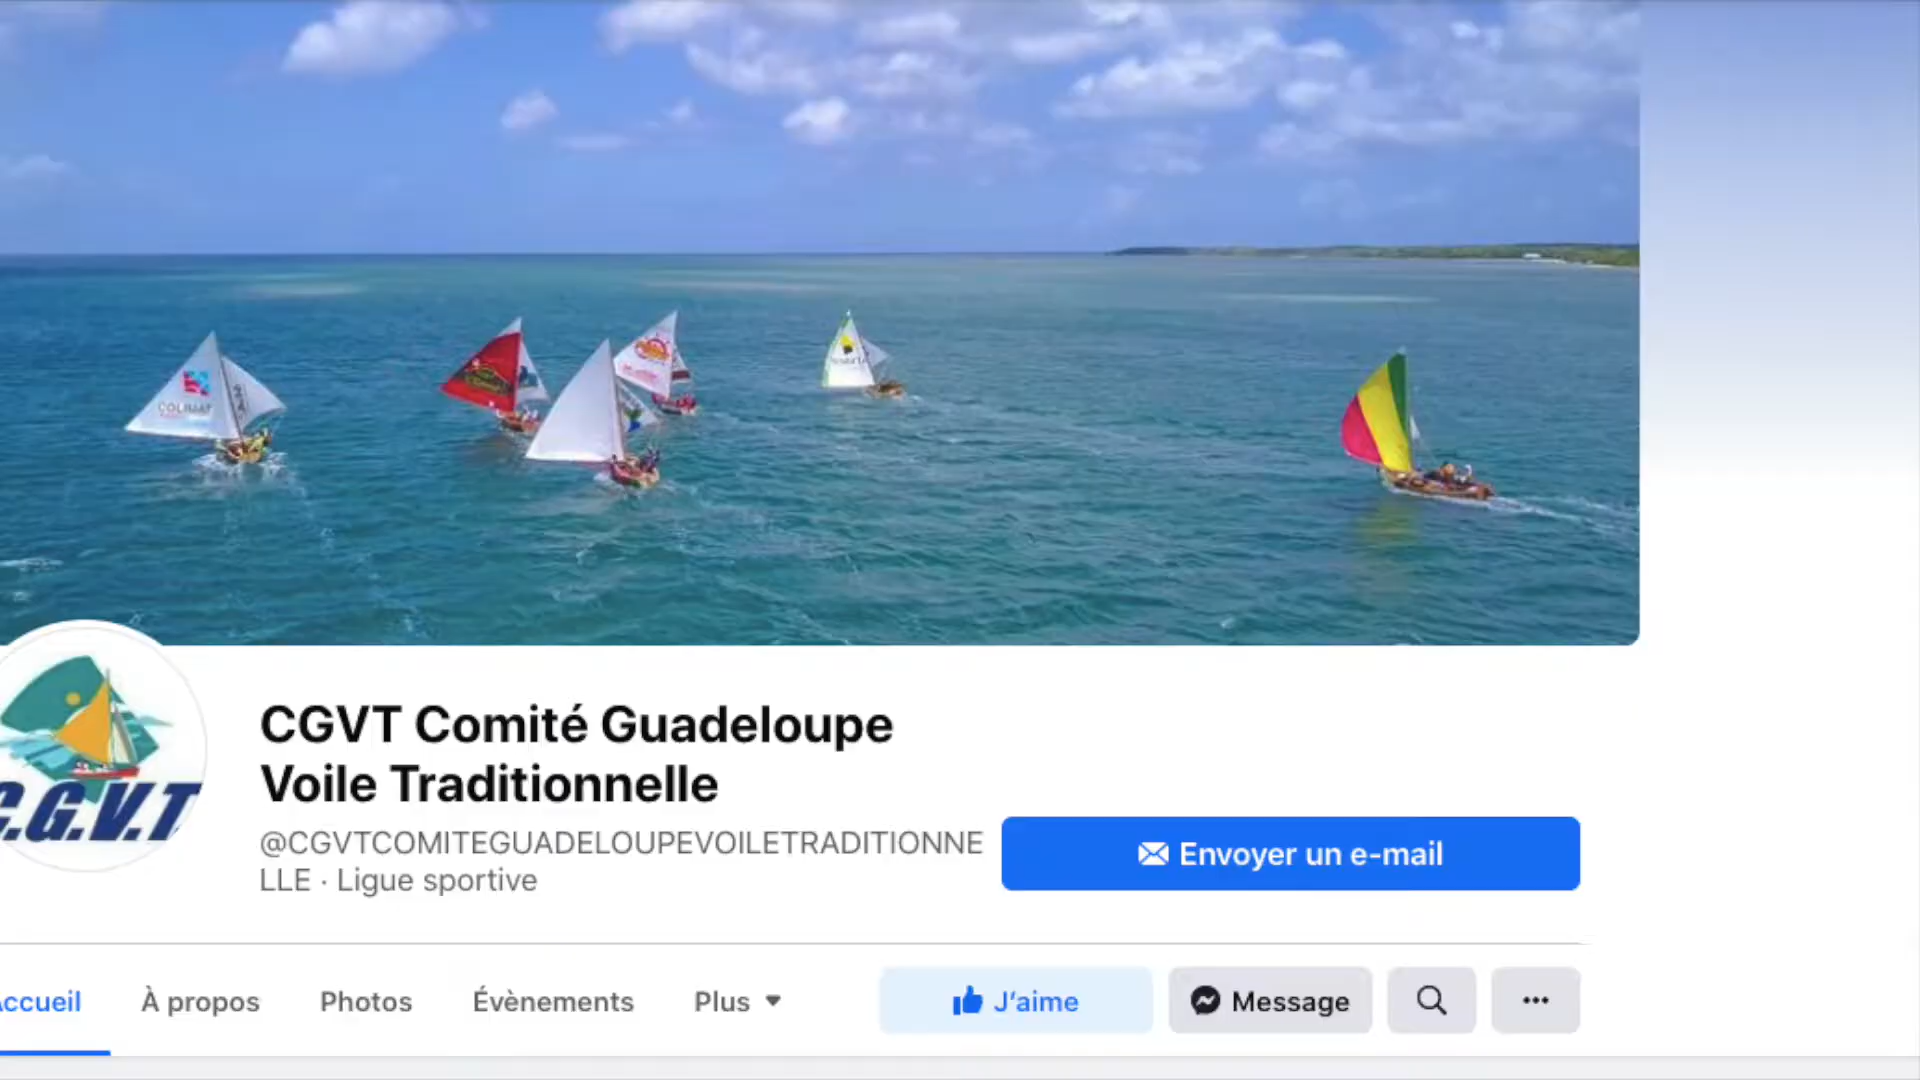 COLIMAT
C.G.V.T
CGVT Comité Guadeloupe
Voile Traditionnelle
@CGVTCOMITEGUADELOUPEVOILETRADITIONNE
LLE · Ligue sportive
Envoyer un e-mail
ccueil
À propos
Photos
Évènements
Plus
J'aime
Message